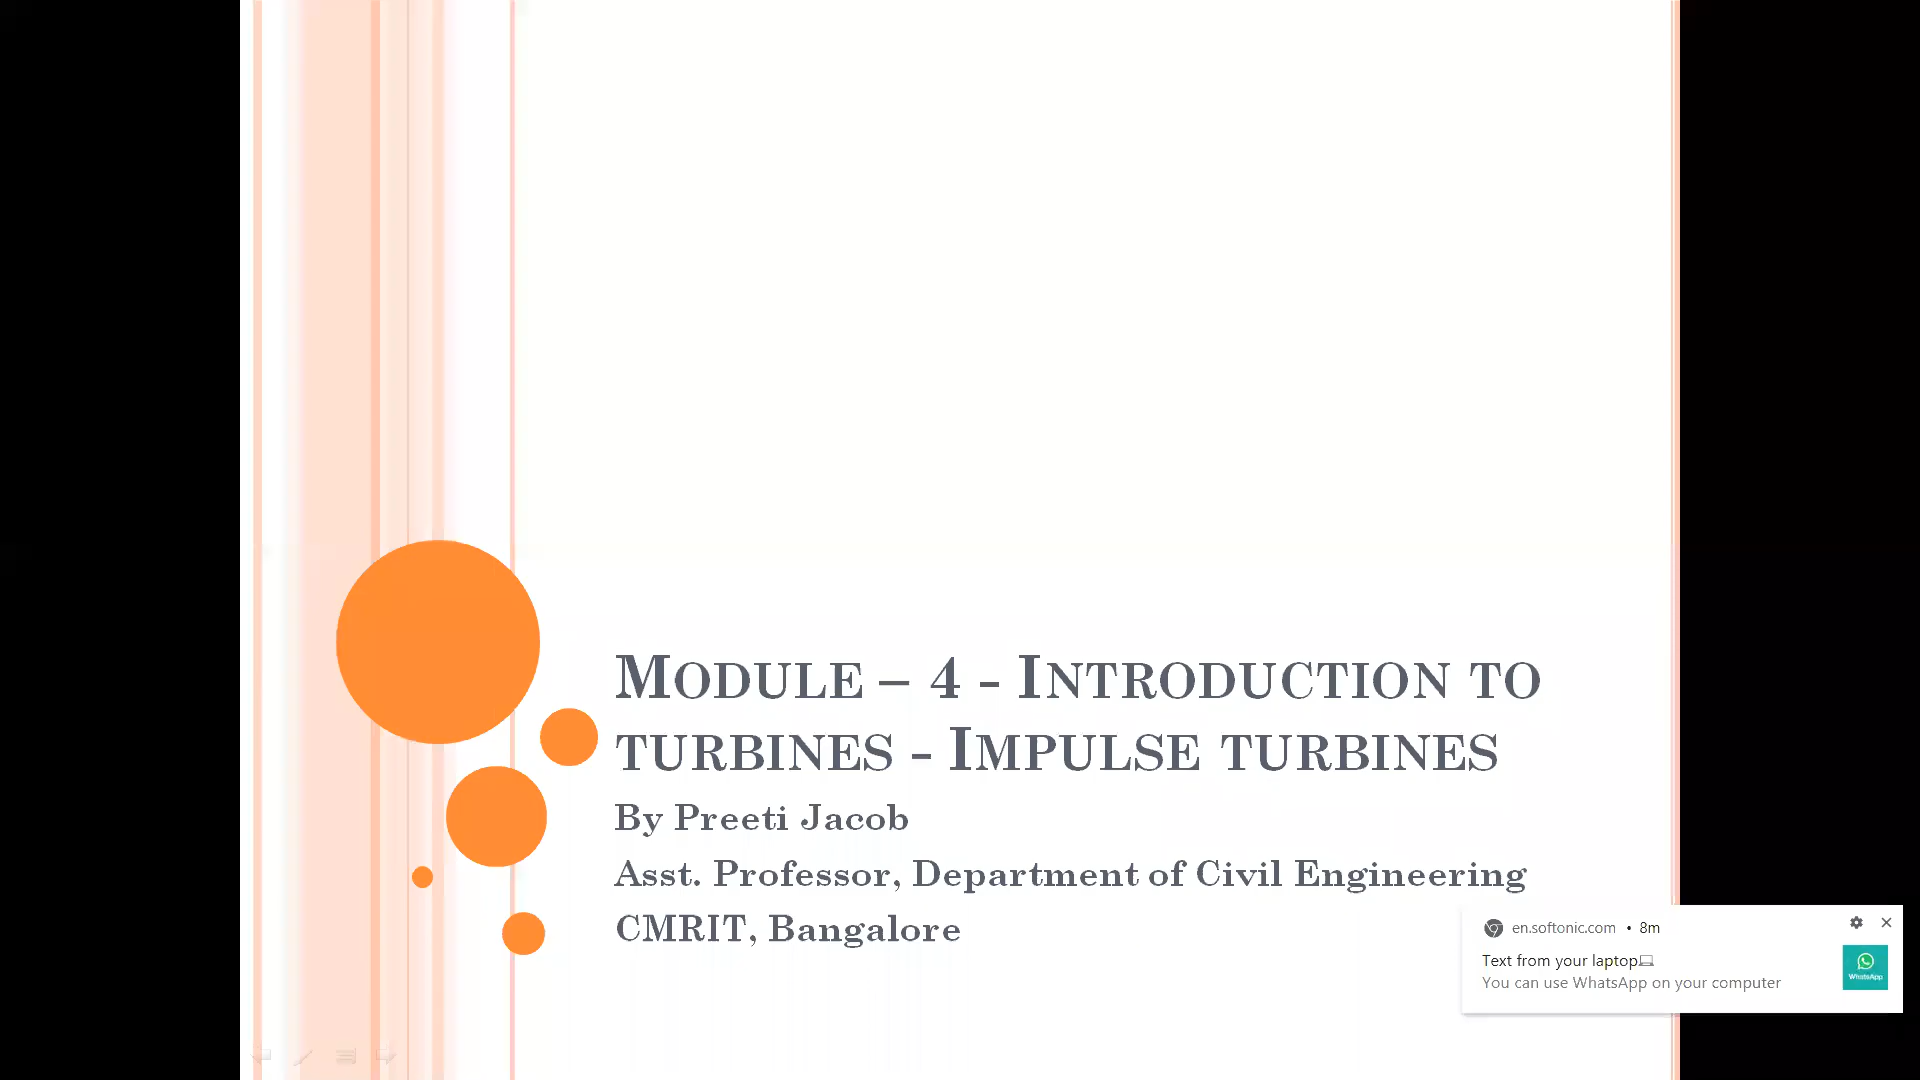 Module – 4 - Introduction to
turbines - Impulse turbines
By Preeti Jacob
Asst. Professor, Department of Civil Engineering
CMRIT, Bangalore
en.softonic.com • 8m
Text from your laptop💻
You can use WhatsApp on your computer
WhatsApp